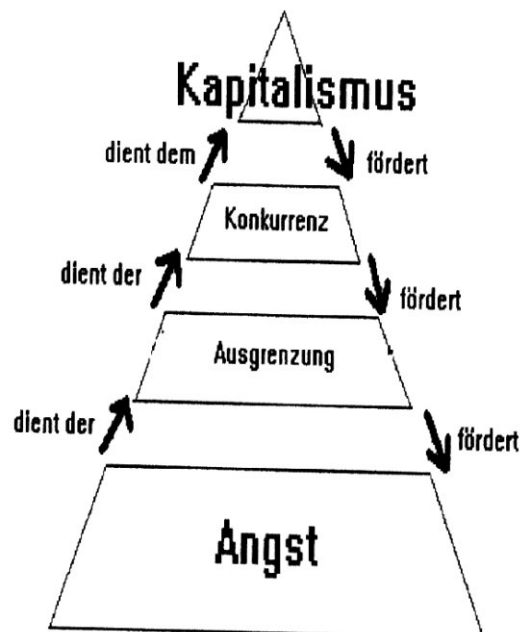 Kapitalismus
dient dem
fördert
Konkurrenz
dient der
fördert
Ausgrenzung
dient der
fördert
Angst